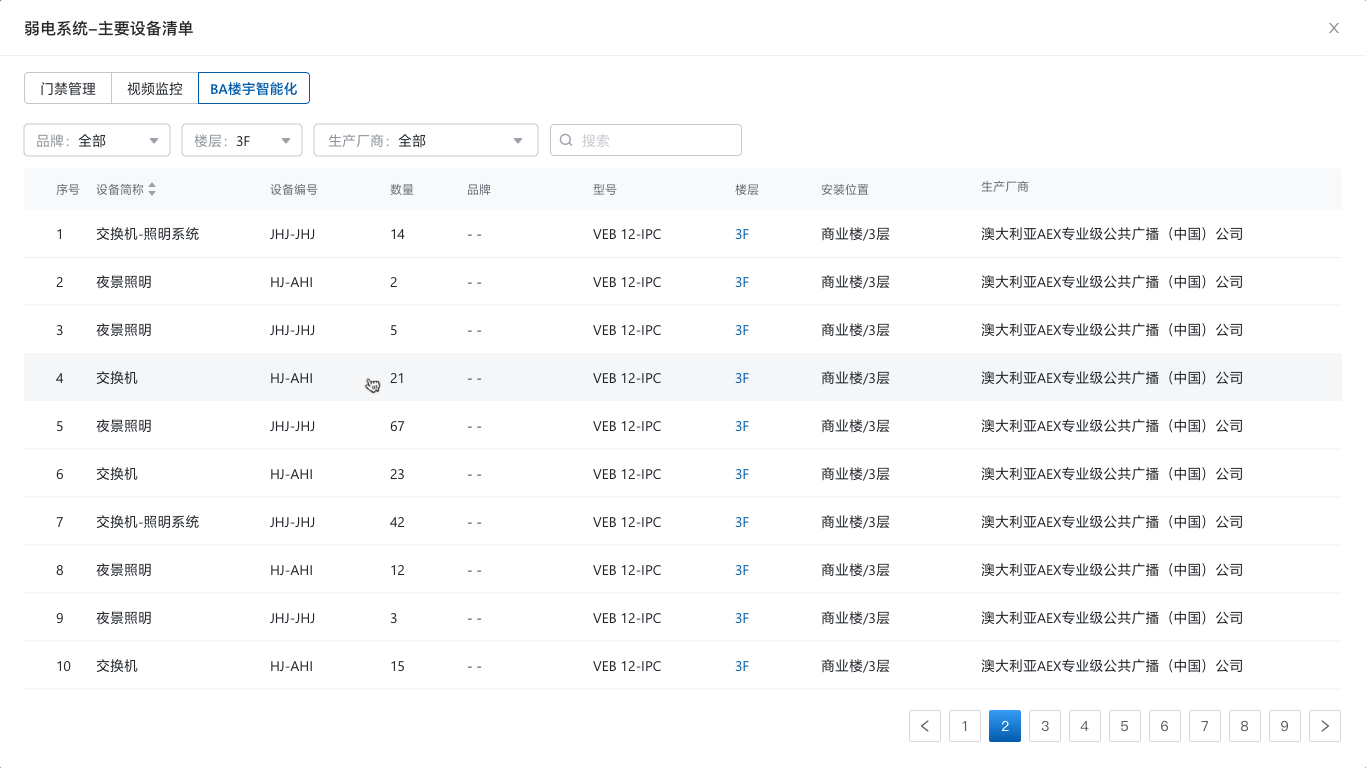 弱电系统–主要设备清单
门禁管理 视频监控 BA楼宇智能化
品牌: 全部 楼层: 3F 生产厂商: 全部 搜索
序号 设备简称 设备编号 数量 品牌 型号 楼层 安装位置 生产厂商
1 交换机-照明系统 JHJ-JHJ 14 - - VEB 12-IPC 3F 商业楼/3层 澳大利亚AEX专业级公共广播（中国）公司
2 夜景照明 HJ-AHI 2 - - VEB 12-IPC 3F 商业楼/3层 澳大利亚AEX专业级公共广播（中国）公司
3 夜景照明 JHJ-JHJ 5 - - VEB 12-IPC 3F 商业楼/3层 澳大利亚AEX专业级公共广播（中国）公司
4 交换机 HJ-AHI 21 - - VEB 12-IPC 3F 商业楼/3层 澳大利亚AEX专业级公共广播（中国）公司
5 夜景照明 JHJ-JHJ 67 - - VEB 12-IPC 3F 商业楼/3层 澳大利亚AEX专业级公共广播（中国）公司
6 交换机 HJ-AHI 23 - - VEB 12-IPC 3F 商业楼/3层 澳大利亚AEX专业级公共广播（中国）公司
7 交换机-照明系统 JHJ-JHJ 42 - - VEB 12-IPC 3F 商业楼/3层 澳大利亚AEX专业级公共广播（中国）公司
8 夜景照明 HJ-AHI 12 - - VEB 12-IPC 3F 商业楼/3层 澳大利亚AEX专业级公共广播（中国）公司
9 夜景照明 JHJ-JHJ 3 - - VEB 12-IPC 3F 商业楼/3层 澳大利亚AEX专业级公共广播（中国）公司
10 交换机 HJ-AHI 15 - - VEB 12-IPC 3F 商业楼/3层 澳大利亚AEX专业级公共广播（中国）公司
1 2 3 4 5 6 7 8 9